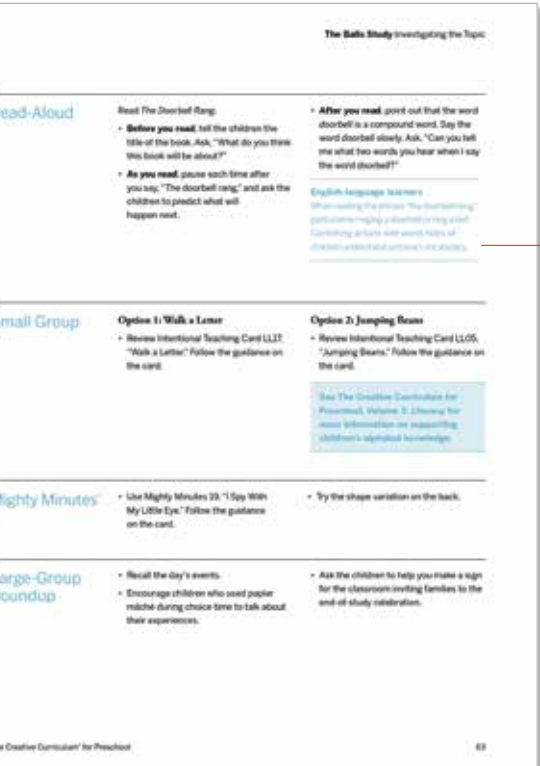 The Balls Study Investigating the Topic
ead-Aloud
Read The Doorbell Rang.
• Before you read, tell the children the
title of the book. Ask, "What do you think
this book will be about?"
• As you read, pause each time after
you say, "The doorbell rang," and ask the
children to predict what will
happen next.
• After you read, point out that the word
doorbell is a compound word. Say the
word doorbell slowly. Ask, "Can you tell
me what two words you hear when I say
the word doorbell?"
English-language learners
When reading the phrase "the doorbell rang,"
children understand
mall Group
Option 1: Walk a Letter
• Review Intentional Teaching Card LL17,
"Walk a Letter." Follow the guidance on
the card.
Option 2: Jumping Beans
• Review Intentional Teaching Card LL05,
"Jumping Beans." Follow the guidance on
the card.
See The Creative Curriculum for
Preschool, Volume 3: Literacy for
more information on supporting
children's alphabet knowledge.
ighty Minutes®
• Use Mighty Minutes 19, "I Spy With
My Little Eye." Follow the guidance
on the card.
• Try the shape variation on the back.
arge-Group
oundup
• Recall the day's events.
• Encourage children who used papier
mâché during choice time to talk about
their experiences.
• Ask the children to help you make a sign
for the classroom inviting families to the
end-of-study celebration.
e Creative Curriculum® for Preschool
63